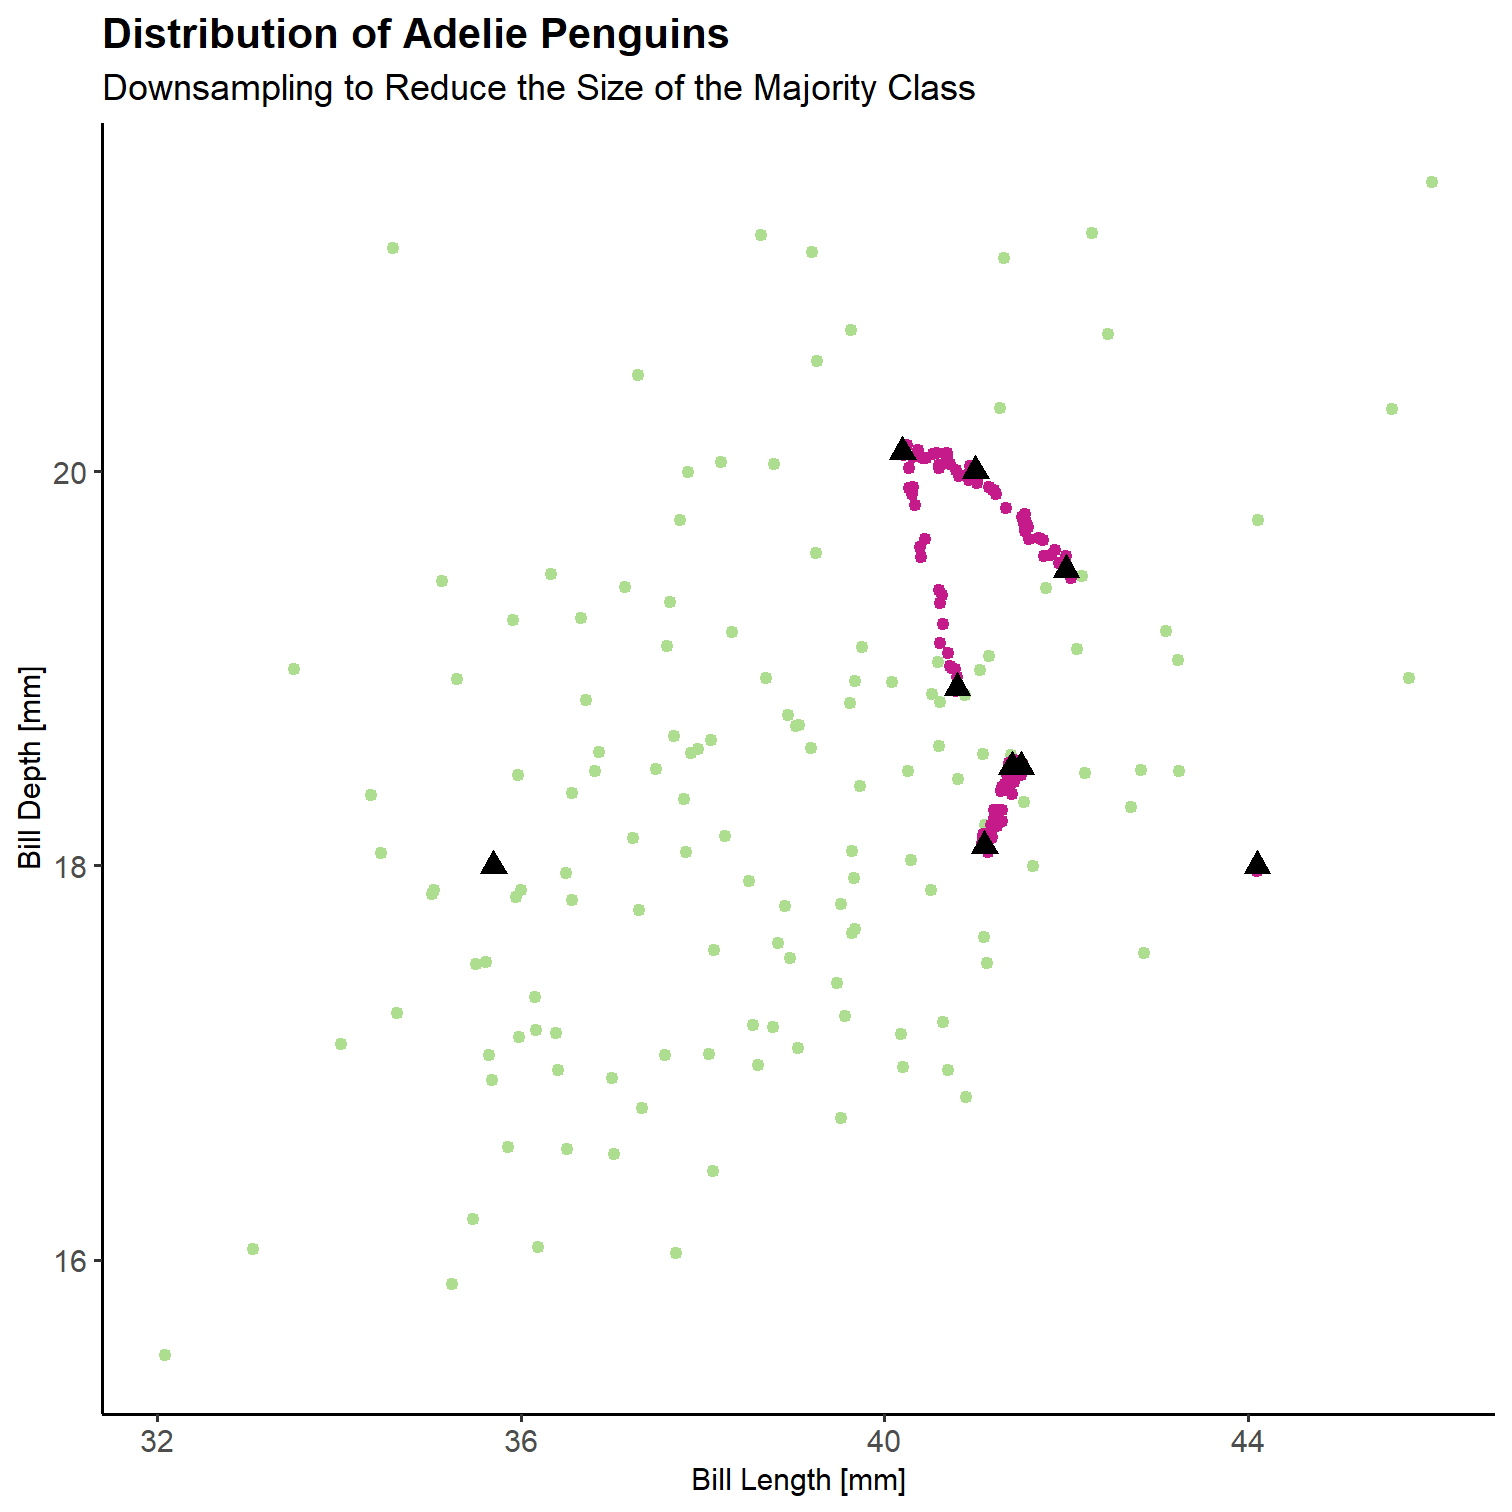 Distribution of Adelie Penguins
Downsampling to Reduce the Size of the Majority Class
Bill Depth [mm]
20
18
16
32 36 40 44
Bill Length [mm]